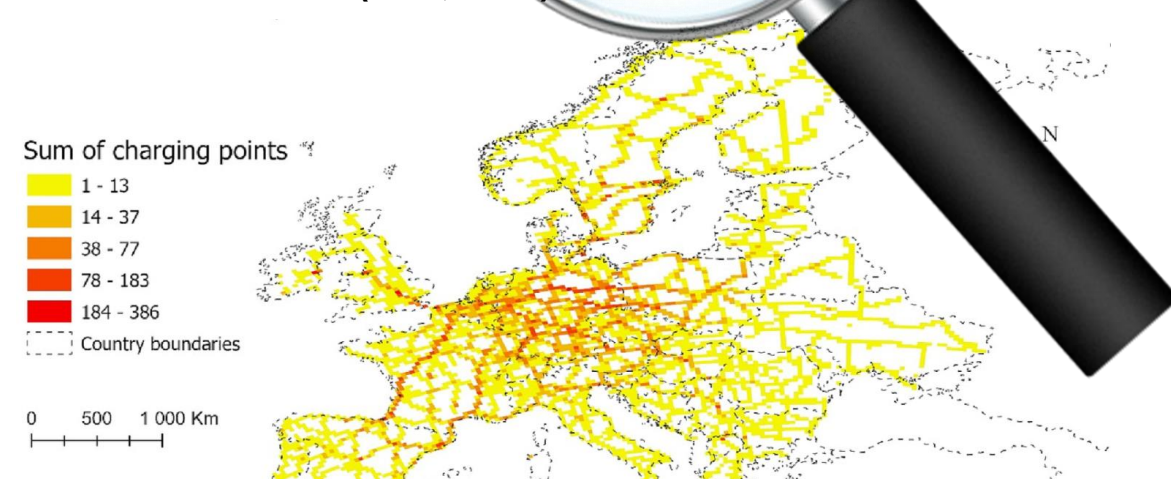 Sum of charging points
1 - 13
14 - 37
38 - 77
78 - 183
184 - 386
Country boundaries
0 500 1 000 Km
N